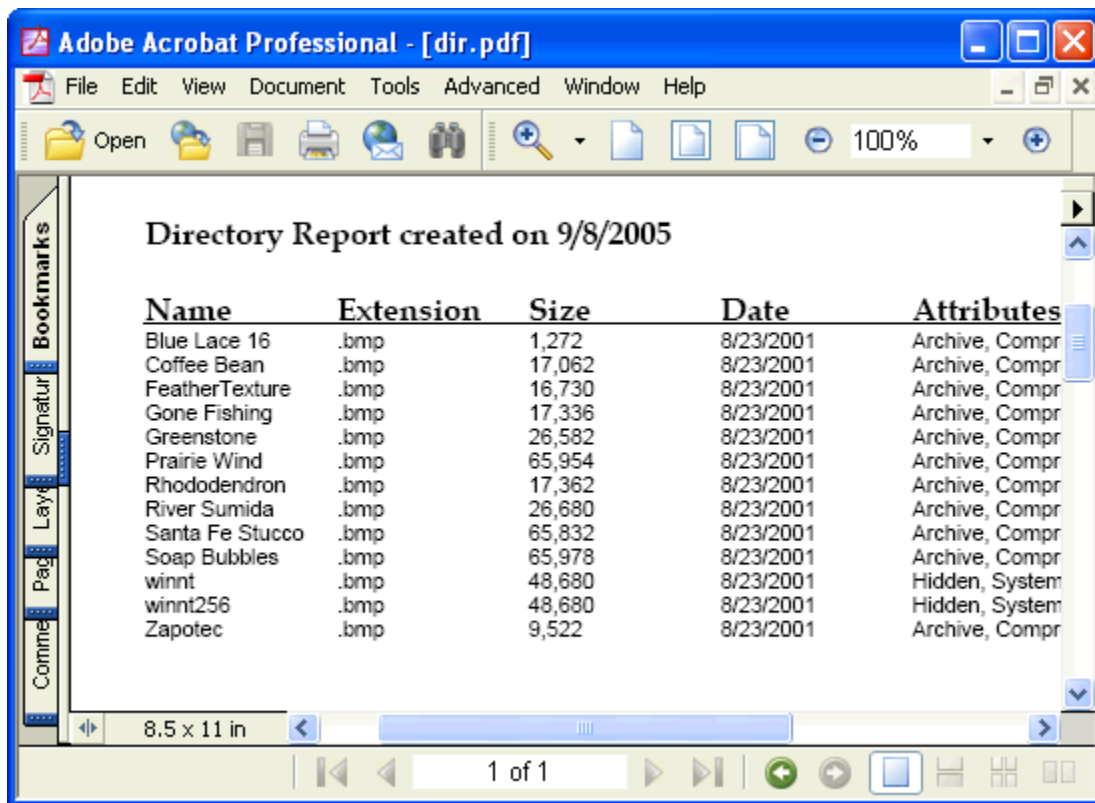 Adobe Acrobat Professional - [dir.pdf]
File Edit View Document Tools Advanced Window Help
Open 100%
Bookmarks
Signatur
Laye
Pag
Comme
Directory Report created on 9/8/2005
Name Extension Size Date Attributes
Blue Lace 16 .bmp 1,272 8/23/2001 Archive, Compr
Coffee Bean .bmp 17,062 8/23/2001 Archive, Compr
FeatherTexture .bmp 16,730 8/23/2001 Archive, Compr
Gone Fishing .bmp 17,336 8/23/2001 Archive, Compr
Greenstone .bmp 26,582 8/23/2001 Archive, Compr
Prairie Wind .bmp 65,954 8/23/2001 Archive, Compr
Rhododendron .bmp 17,362 8/23/2001 Archive, Compr
River Sumida .bmp 26,680 8/23/2001 Archive, Compr
Santa Fe Stucco .bmp 65,832 8/23/2001 Archive, Compr
Soap Bubbles .bmp 65,978 8/23/2001 Archive, Compr
winnt .bmp 48,680 8/23/2001 Hidden, System
winnt256 .bmp 48,680 8/23/2001 Hidden, System
Zapotec .bmp 9,522 8/23/2001 Archive, Compr
8.5 x 11 in
1 of 1